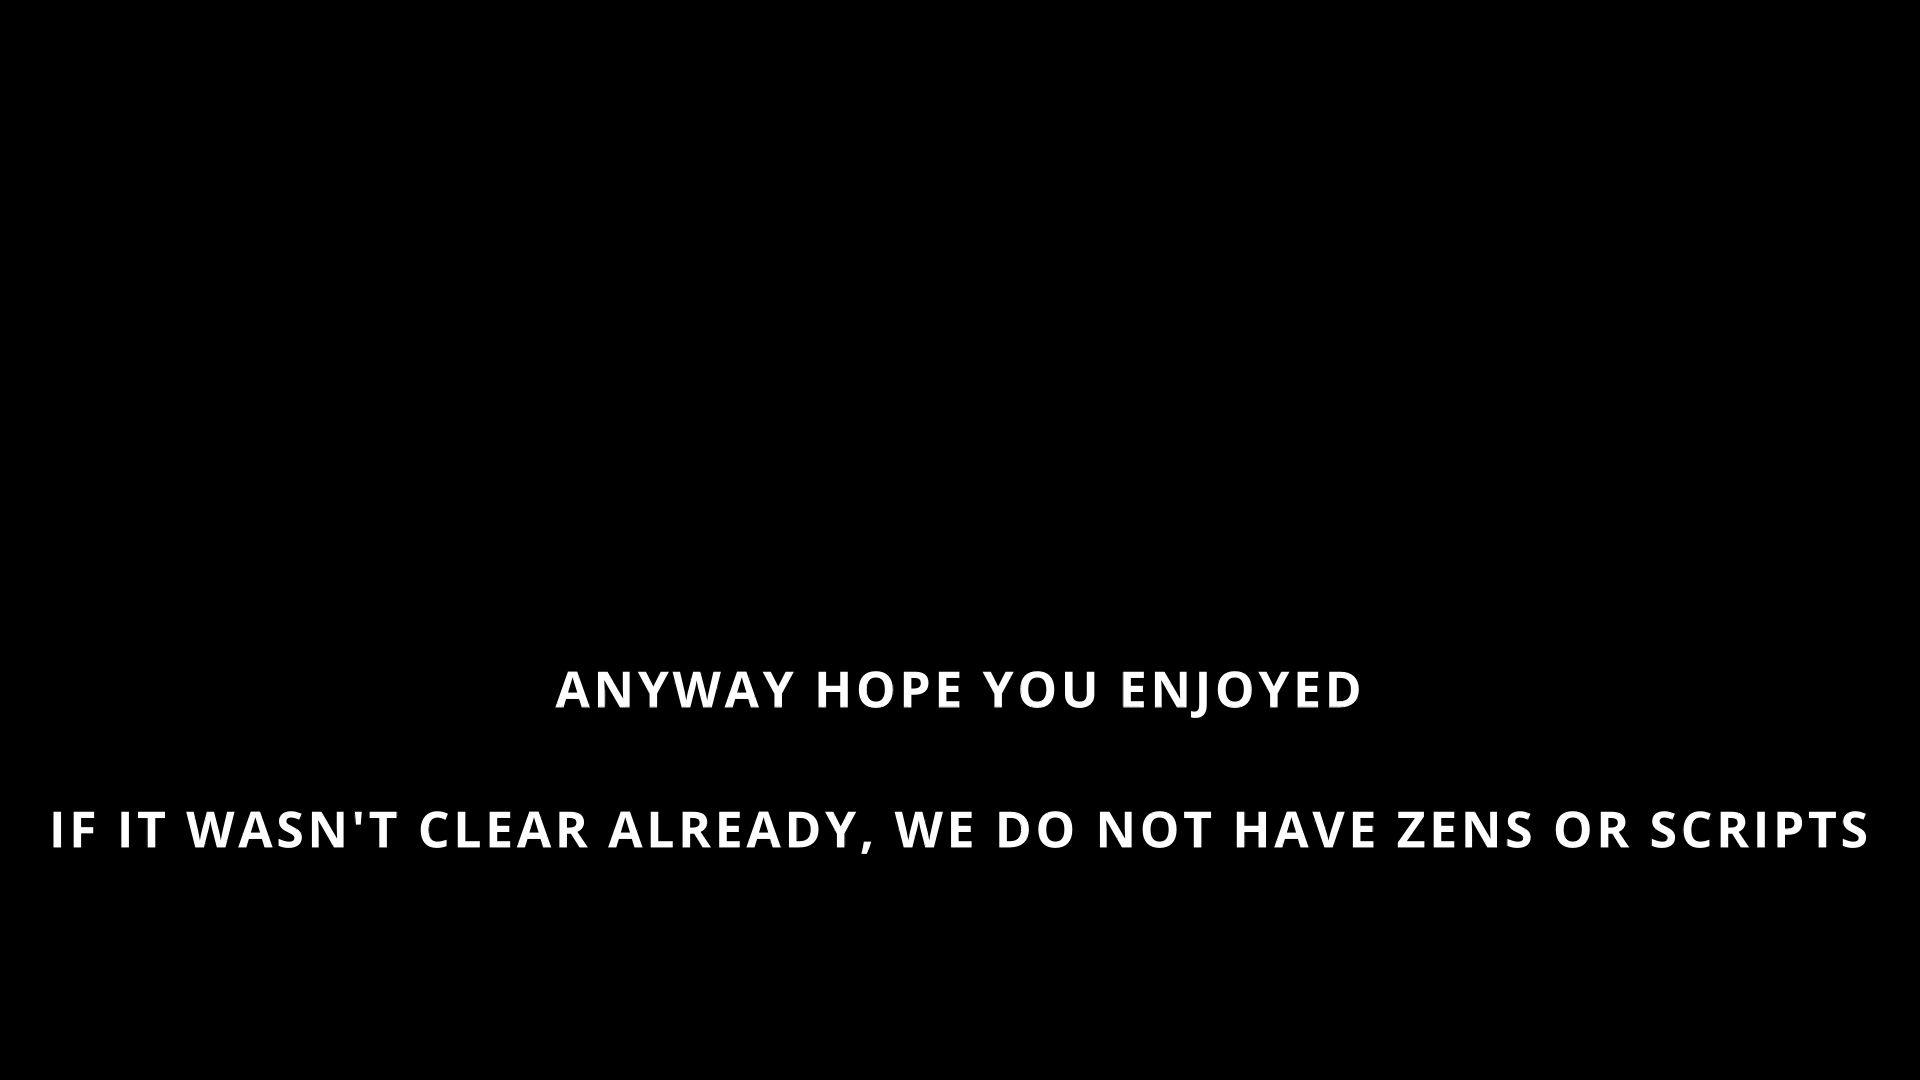 ANYWAY HOPE YOU ENJOYED
IF IT WASN'T CLEAR ALREADY, WE DO NOT HAVE ZENS OR SCRIPTS